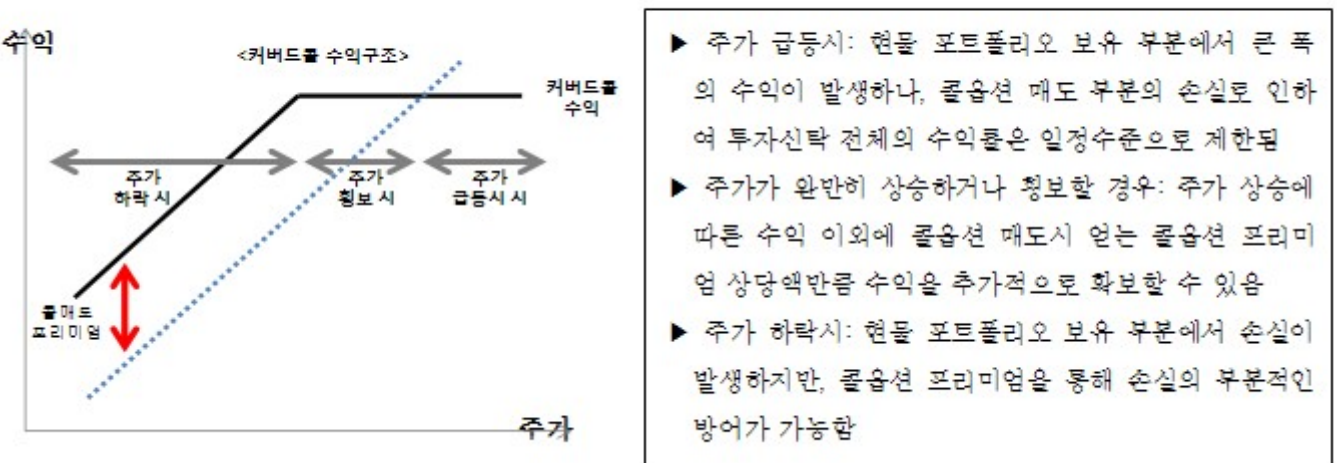 수익
<커버드콜 수익구조>
커버드콜
수익
주가
하락 시
주가
횡보 시
주가
급등시 시
콜매도
프리미엄
주가
▶ 주가 급등시: 현물 포트폴리오 보유 부분에서 큰 폭
의 수익이 발생하나, 콜옵션 매도 부분의 손실로 인하
여 투자신탁 전체의 수익률은 일정수준으로 제한됨
▶ 주가가 완만히 상승하거나 횡보할 경우: 주가 상승에
따른 수익 이외에 콜옵션 매도시 얻는 콜옵션 프리미
엄 상당액만큼 수익을 추가적으로 확보할 수 있음
▶ 주가 하락시: 현물 포트폴리오 보유 부분에서 손실이
발생하지만, 콜옵션 프리미엄을 통해 손실의 부분적인
방어가 가능함